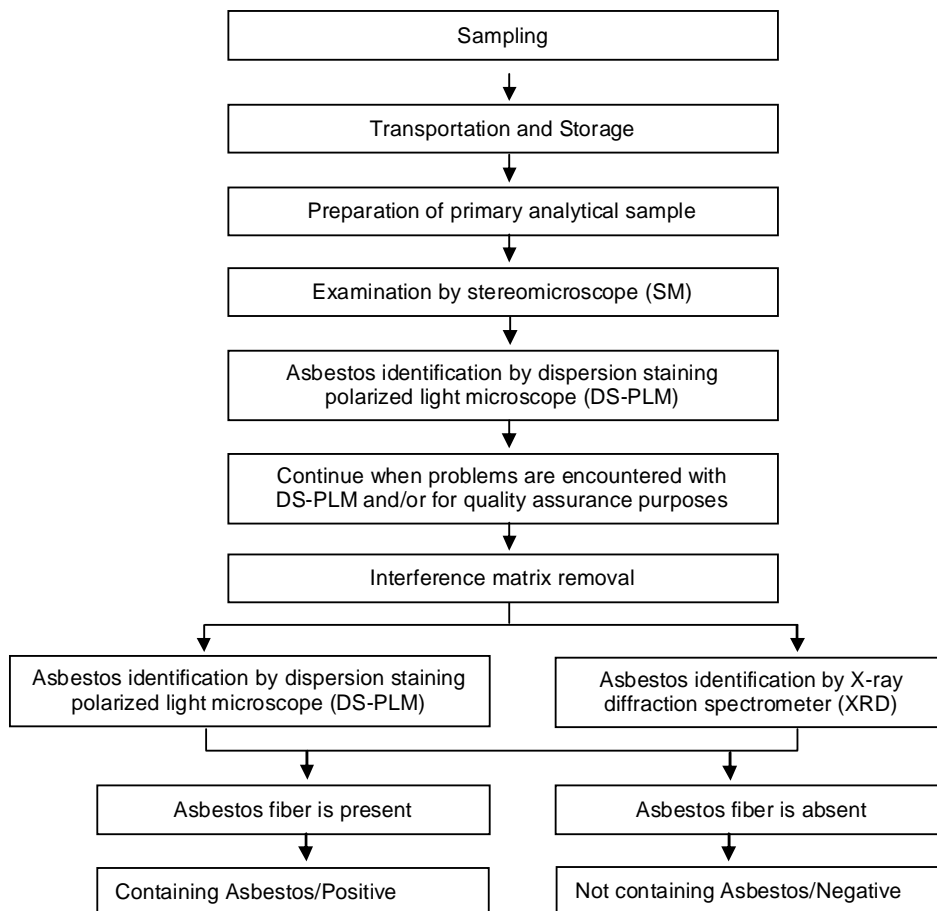 Sampling
Transportation and Storage
Preparation of primary analytical sample
Examination by stereomicroscope (SM)
Asbestos identification by dispersion staining
polarized light microscope (DS-PLM)
Continue when problems are encountered with
DS-PLM and/or for quality assurance purposes
Interference matrix removal
Asbestos identification by dispersion staining
polarized light microscope (DS-PLM)
Asbestos identification by X-ray
diffraction spectrometer (XRD)
Asbestos fiber is present
Asbestos fiber is absent
Containing Asbestos/Positive
Not containing Asbestos/Negative